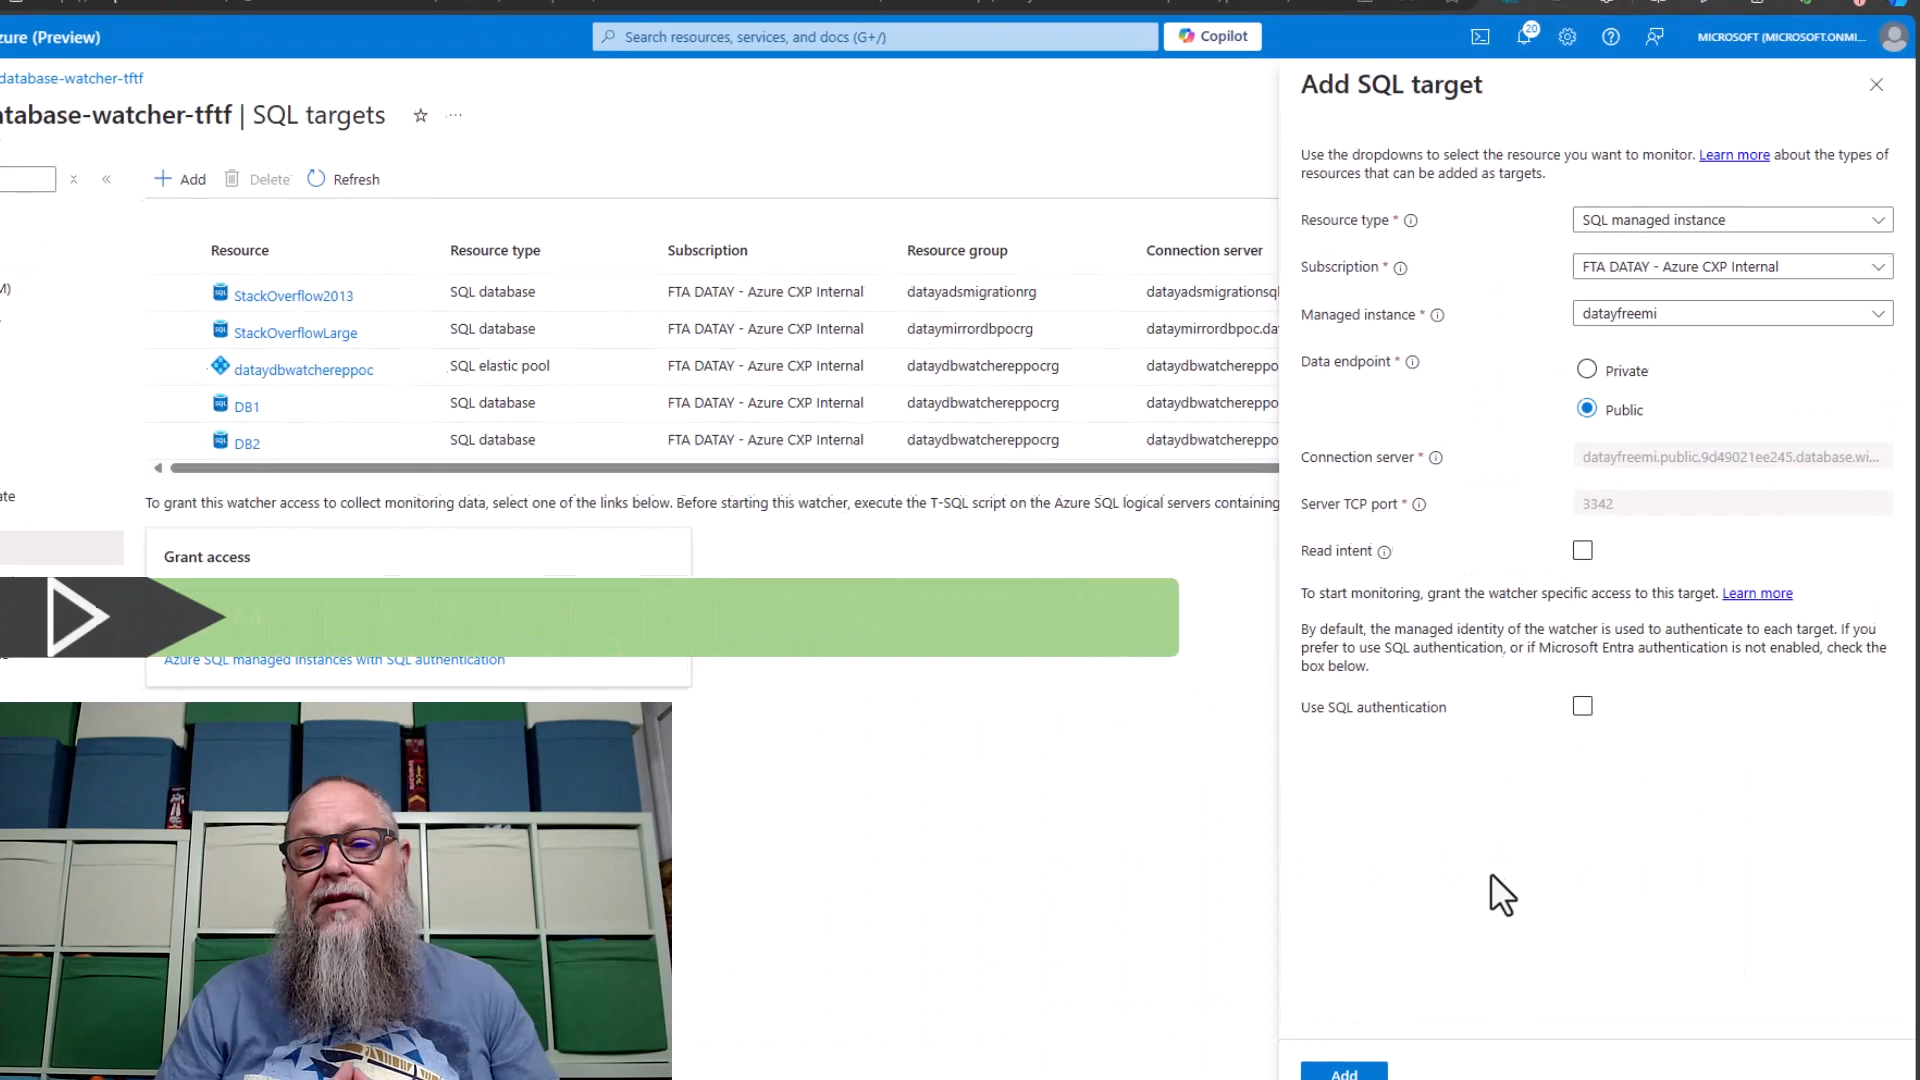 zure (Preview)
Search resources, services, and docs (G+/)
Copilot
20
MICROSOFT (MICROSOFT.ONMI...
database-watcher-tftf
atabase-watcher-tftf | SQL targets
Add
Delete
Refresh
Resource
Resource type
Subscription
Resource group
Connection server
StackOverflow2013
SQL database
FTA DATAY - Azure CXP Internal
datayadsmigrationrg
datayadsmigrationsql
StackOverflowLarge
SQL database
FTA DATAY - Azure CXP Internal
dataymirrordbpocrg
dataymirrordbpoc.da
dataydbwatchereppoc
SQL elastic pool
FTA DATAY - Azure CXP Internal
dataydbwatchereppocrg
dataydbwatchereppo
DB1
SQL database
FTA DATAY - Azure CXP Internal
dataydbwatchereppocrg
dataydbwatchereppo
DB2
SQL database
FTA DATAY - Azure CXP Internal
dataydbwatchereppocrg
dataydbwatchereppo
M)
ate
To grant this watcher access to collect monitoring data, select one of the links below. Before starting this watcher, execute the T-SQL script on the Azure SQL logical servers containing
Grant access
Azure SQL managed instances with SQL authentication
Add SQL target
Use the dropdowns to select the resource you want to monitor. Learn more about the types of
resources that can be added as targets.
Resource type *
SQL managed instance
Subscription *
FTA DATAY - Azure CXP Internal
Managed instance *
datayfreemi
Data endpoint *
Private
Public
Connection server *
datayfreemi.public.9d49021ee245.database.wi...
Server TCP port *
3342
Read intent
To start monitoring, grant the watcher specific access to this target. Learn more
By default, the managed identity of the watcher is used to authenticate to each target. If you
prefer to use SQL authentication, or if Microsoft Entra authentication is not enabled, check the
box below.
Use SQL authentication
Add